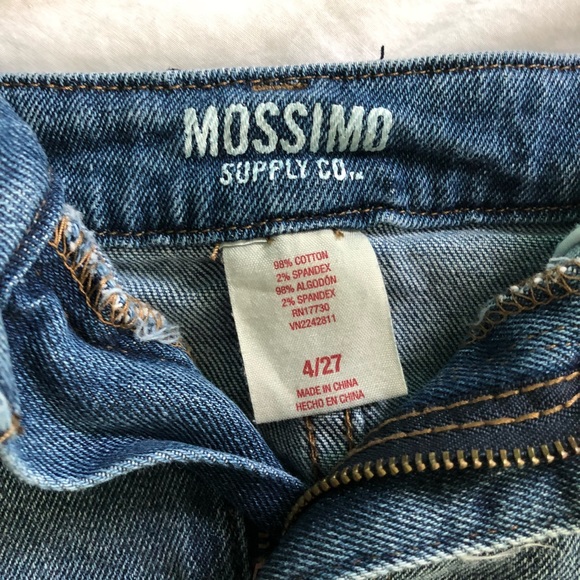 MOSSIMO
SUPPLY CO.™
98% COTTON
2% SPANDEX
98% ALGODÓN
2% SPANDEX
RN17730
VN2242811
4/27
MADE IN CHINA
HECHO EN CHINA